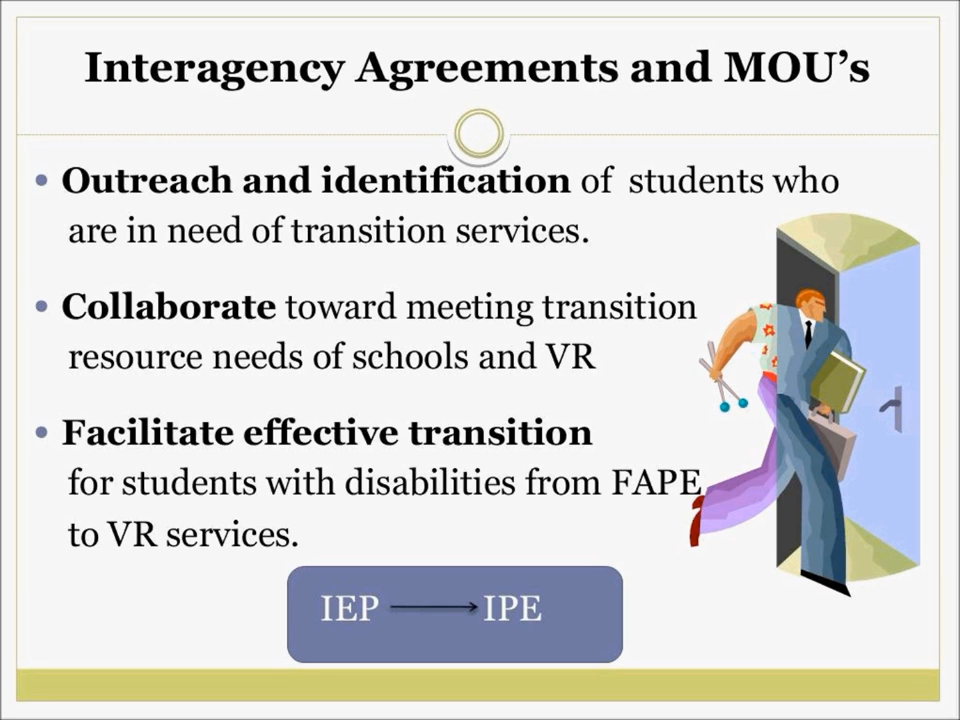 Interagency Agreements and MOU’s
• Outreach and identification of students who
are in need of transition services.
• Collaborate toward meeting transition
resource needs of schools and VR
• Facilitate effective transition
for students with disabilities from FAPE
to VR services.
IEP → IPE